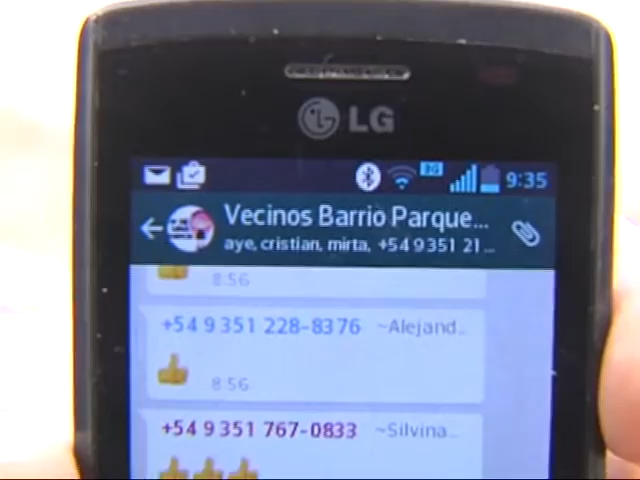 LG
3G 9:35
Vecinos Barrio Parque...
aye, cristian, mirta, +54 9 351 21...
8:56
+54 9 351 228-8376 ~Alejand...
8:56
+54 9 351 767-0833 ~Silvina...